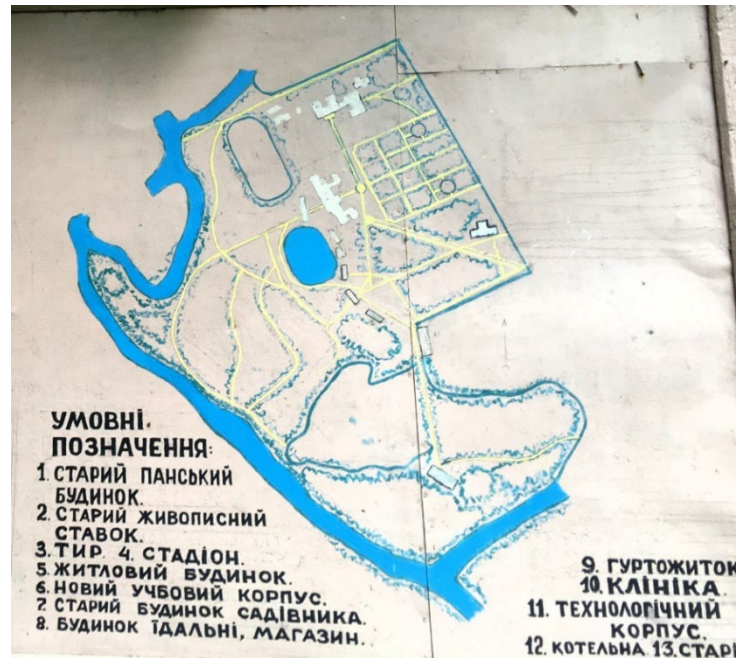 УМОВНІ
ПОЗНАЧЕННЯ:
1. СТАРИЙ ПАНСЬКИЙ
БУДИНОК.
2. СТАРИЙ ЖИВОПИСНИЙ
СТАВОК.
3. ТИР. 4. СТАДІОН.
5. ЖИТЛОВИЙ БУДИНОК.
6. НОВИЙ УЧБОВИЙ КОРПУС.
7. СТАРИЙ БУДИНОК САДІВНИКА.
8. БУДИНОК ЇДАЛЬНІ, МАГАЗИН.
9. ГУРТОЖИТОК
10. КЛІНІКА
11. ТЕХНОЛОГІЧНИЙ
КОРПУС.
12. КОТЕЛЬНА. 13. СТАРІ